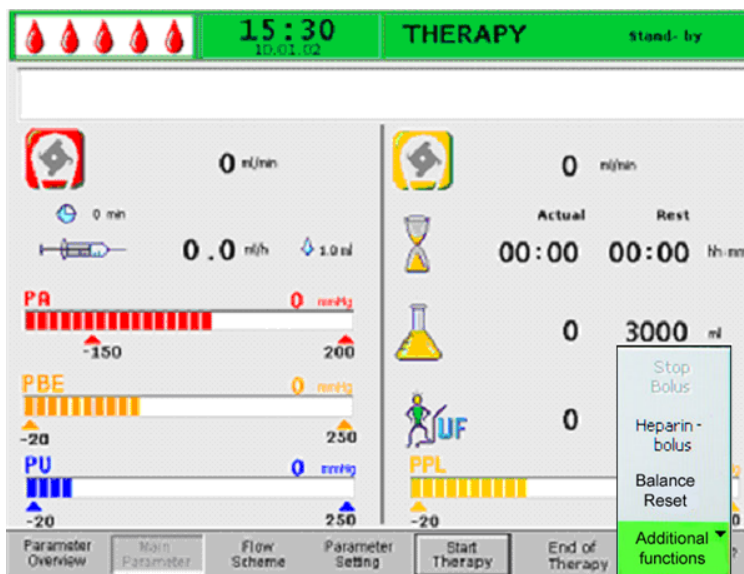 15:30 THERAPY Stand-by
10.01.02
0 ml/min 0 ml/min
0 min Actual Rest
0.0 ml/h 1.0 ml 00:00 00:00 hh:mm
PA 0 mmHg
-150 200
0 3000 ml
PBE 0 mmHg
-20 250
UF 0
PU 0 mmHg PPL
-20 250 -20
Stop
Bolus
Heparin -
bolus
Balance
Reset
Additional
functions
Parameter
Overview
Main
Parameter
Flow
Scheme
Parameter
Setting
Start
Therapy
End of
Therapy
?